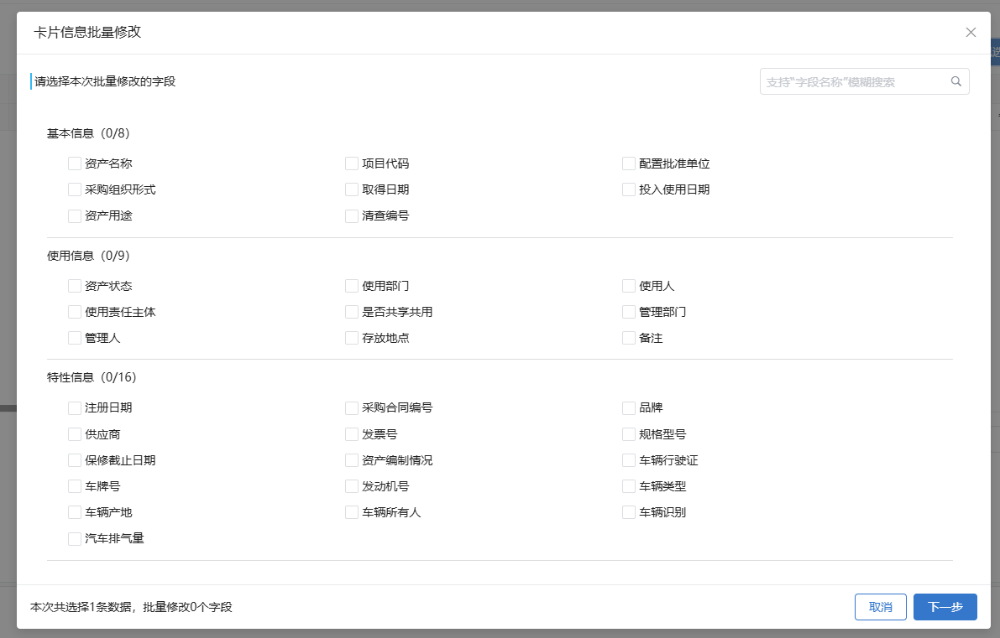 卡片信息批量修改
请选择本次批量修改的字段
支持“字段名称”模糊搜索
基本信息（0/8）
资产名称 项目代码 配置批准单位
采购组织形式 取得日期 投入使用日期
资产用途 清查编号
使用信息（0/9）
资产状态 使用部门 使用人
使用责任主体 是否共享共用 管理部门
管理人 存放地点 备注
特性信息（0/16）
注册日期 采购合同编号 品牌
供应商 发票号 规格型号
保修截止日期 资产编制情况 车辆行驶证
车牌号 发动机号 车辆类型
车辆产地 车辆所有人 车辆识别
汽车排气量
本次共选择1条数据，批量修改0个字段
取消 下一步